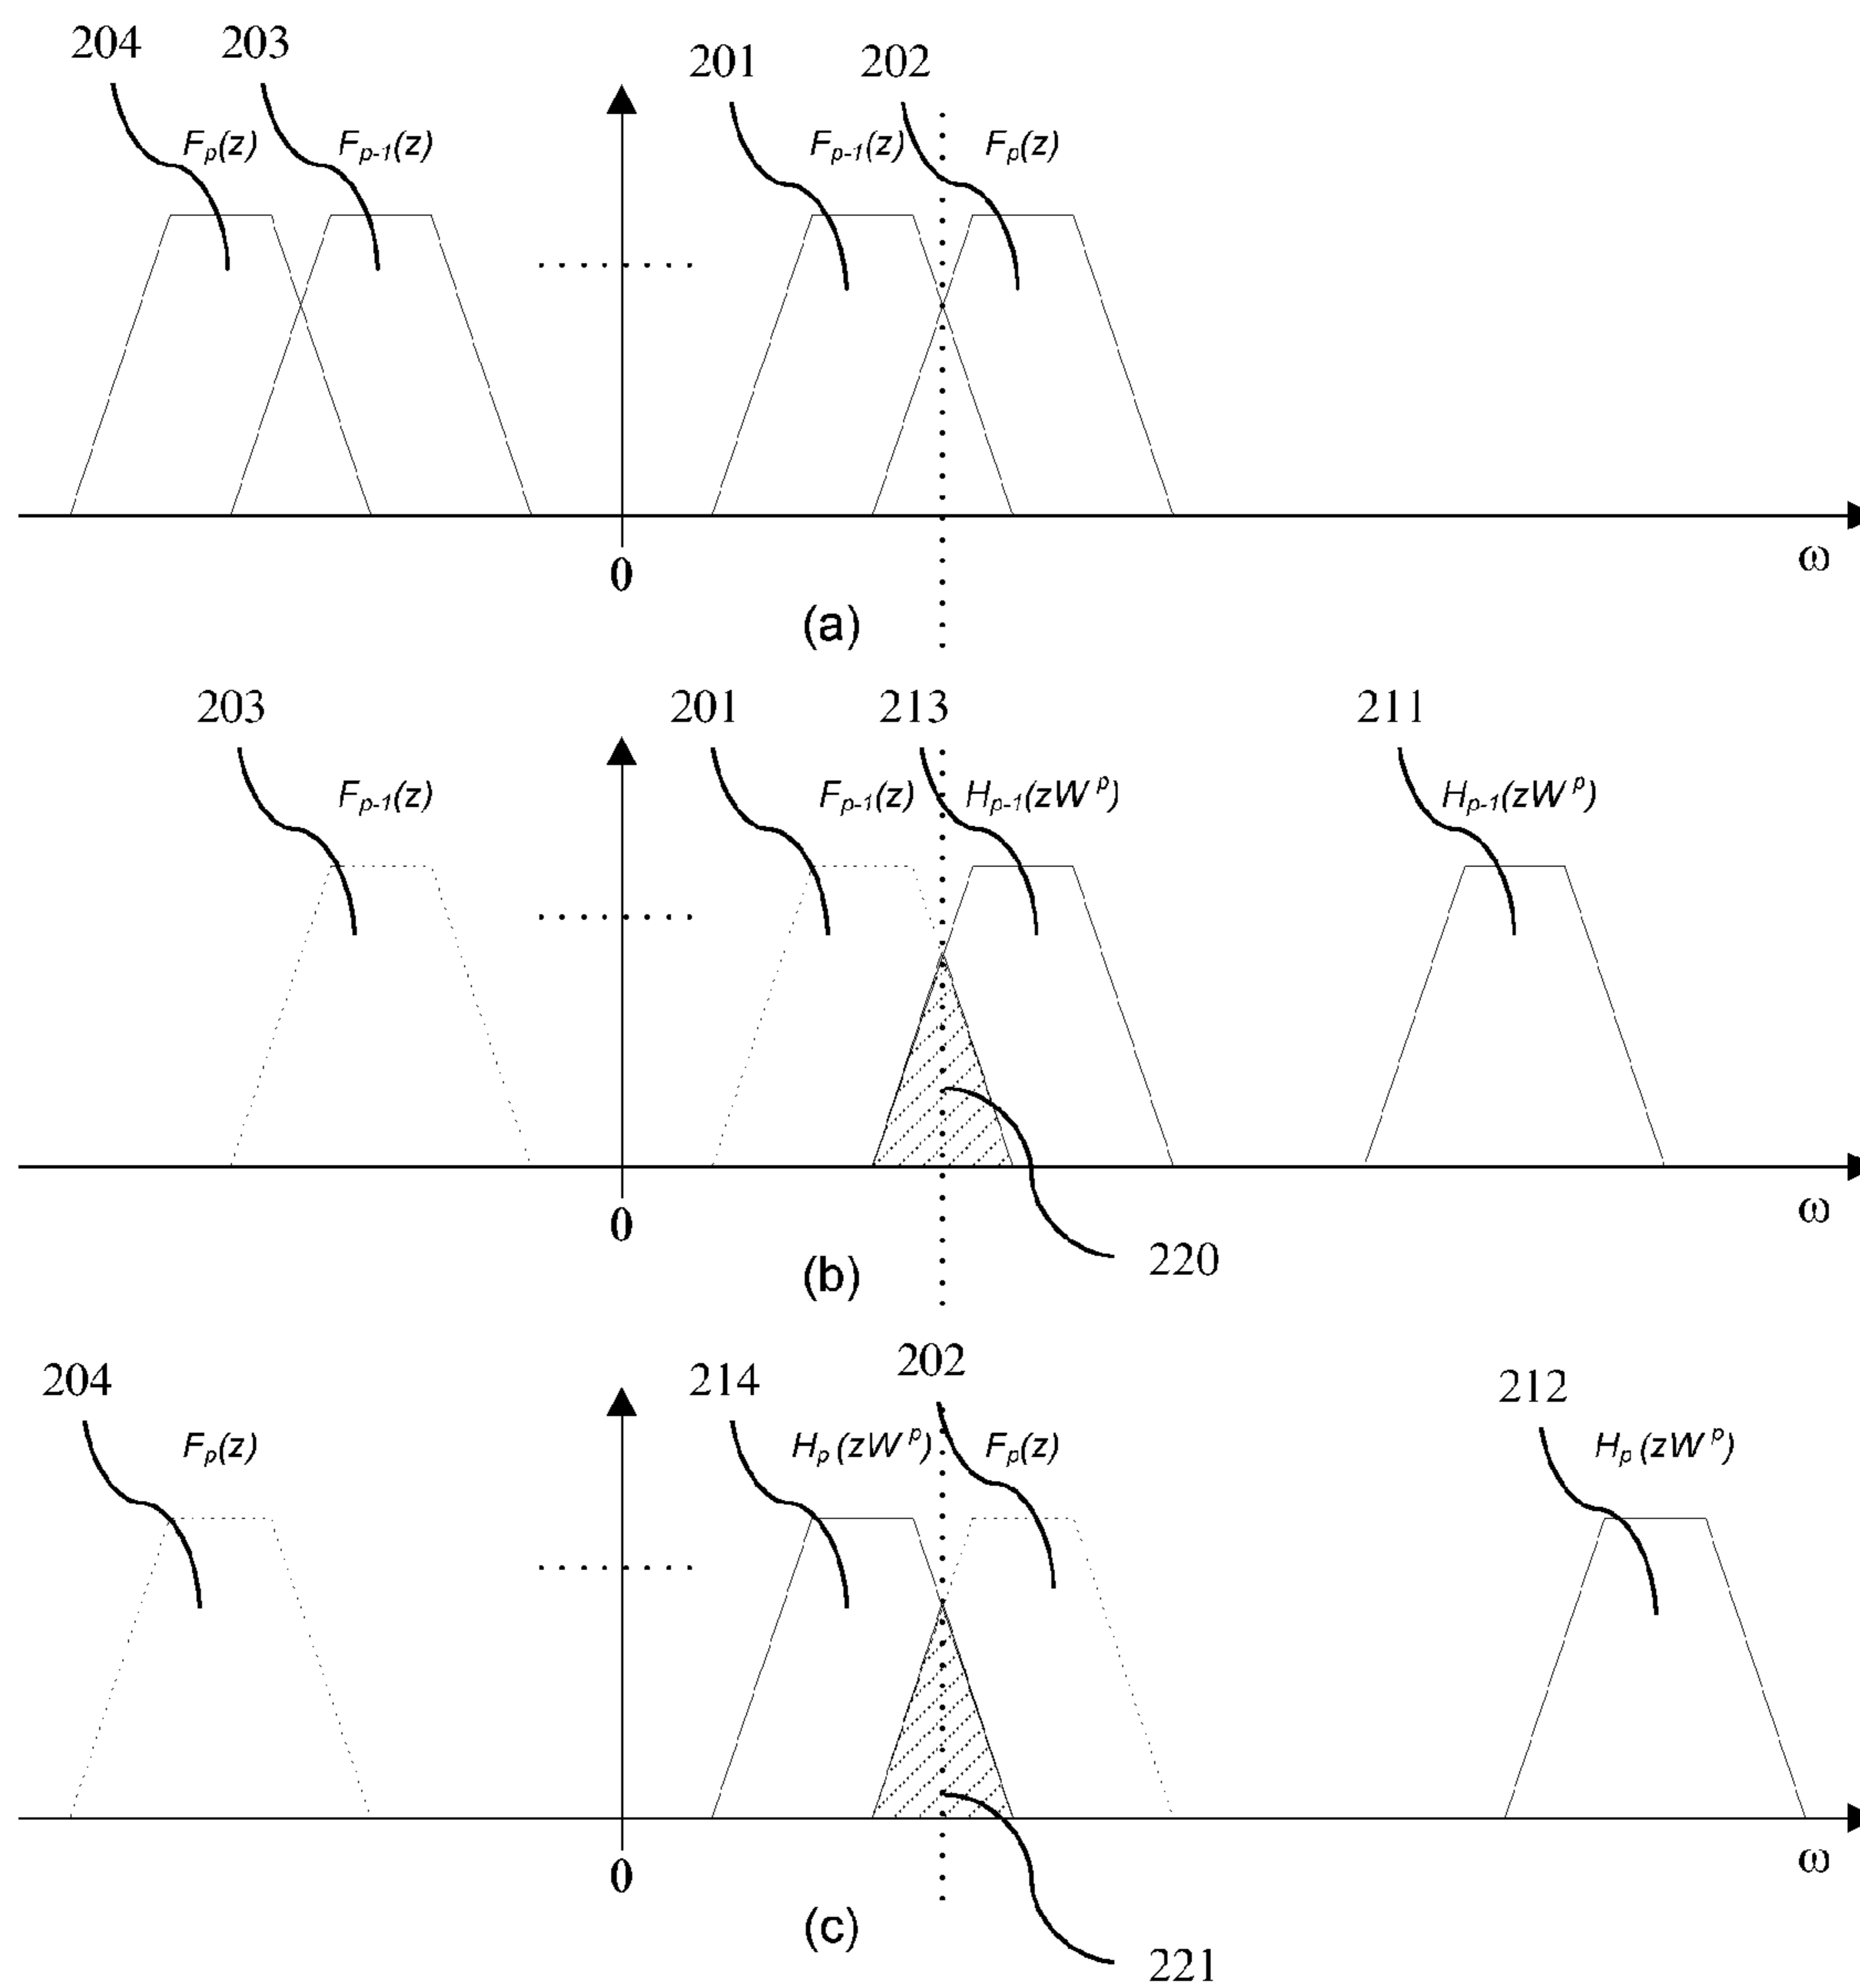 204 203 201 202
Fp(z) Fp-1(z) Fp-1(z) Fp(z)
0 ω
(a)
203 201 213 211
Fp-1(z) Fp-1(z) Hp-1(zW^p) Hp-1(zW^p)
0 ω
220
(b)
204 214 202 212
Fp(z) Hp(zW^p) Fp(z) Hp(zW^p)
0 ω
(c)
221